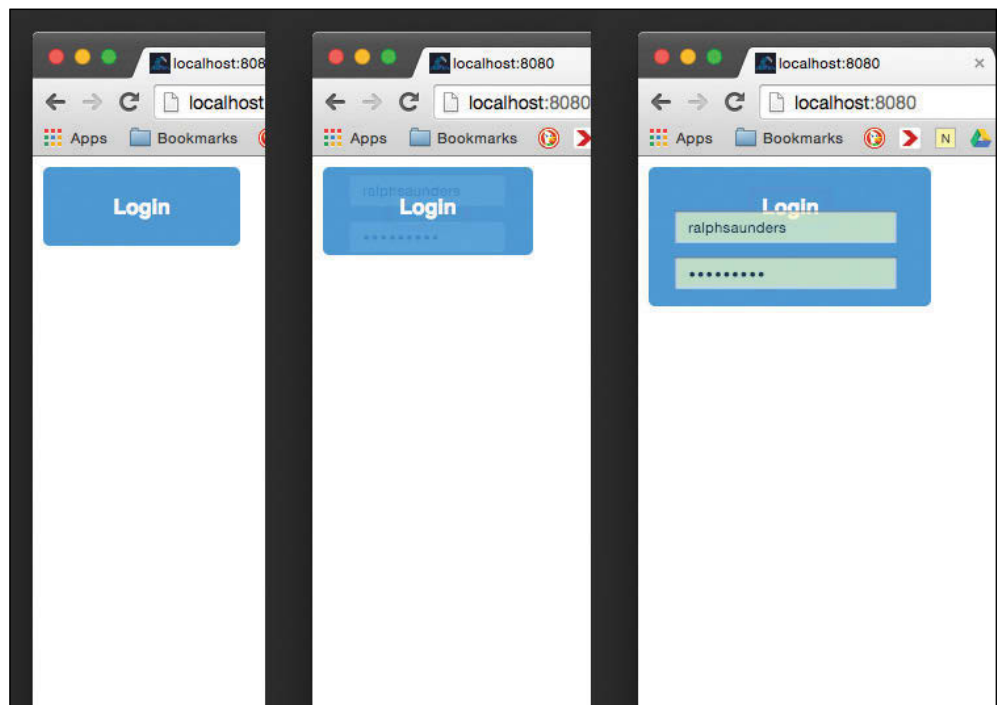 localhost:808
localhost
Apps Bookmarks
Login
localhost:8080
localhost:8080
Apps Bookmarks
ralphsaunders
Login
•••••••••
localhost:8080 ×
localhost:8080
Apps Bookmarks N
Login
ralphsaunders
•••••••••